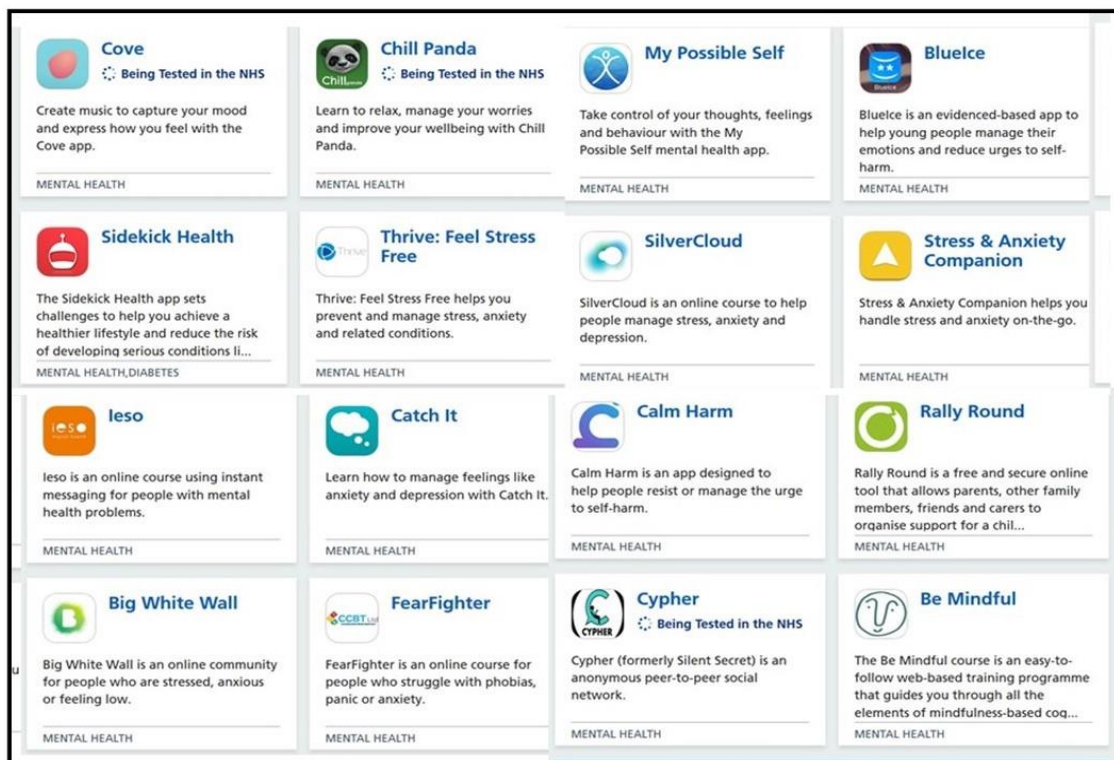 Cove
Being Tested in the NHS
Create music to capture your mood
and express how you feel with the
Cove app.
MENTAL HEALTH
Chill Panda
Chillpanda
Being Tested in the NHS
Learn to relax, manage your worries
and improve your wellbeing with Chill
Panda.
MENTAL HEALTH
My Possible Self
Take control of your thoughts, feelings
and behaviour with the My
Possible Self mental health app.
MENTAL HEALTH
BlueIce
BlueIce
BlueIce is an evidenced-based app to
help young people manage their
emotions and reduce urges to self-
harm.
MENTAL HEALTH
Sidekick Health
The Sidekick Health app sets
challenges to help you achieve a
healthier lifestyle and reduce the risk
of developing serious conditions li...
MENTAL HEALTH,DIABETES
Thrive
Thrive: Feel Stress
Free
Thrive: Feel Stress Free helps you
prevent and manage stress, anxiety
and related conditions.
MENTAL HEALTH
SilverCloud
SilverCloud is an online course to help
people manage stress, anxiety and
depression.
MENTAL HEALTH
Stress & Anxiety
Companion
Stress & Anxiety Companion helps you
handle stress and anxiety on-the-go.
MENTAL HEALTH
ieso
Ieso
Ieso is an online course using instant
messaging for people with mental
health problems.
MENTAL HEALTH
Catch It
Learn how to manage feelings like
anxiety and depression with Catch It.
MENTAL HEALTH
Calm Harm
Calm Harm is an app designed to
help people resist or manage the urge
to self-harm.
MENTAL HEALTH
Rally Round
Rally Round is a free and secure online
tool that allows parents, other family
members, friends and carers to
organise support for a chil...
MENTAL HEALTH
u
Big White Wall
Big White Wall is an online community
for people who are stressed, anxious
or feeling low.
MENTAL HEALTH
CCBT Ltd
FearFighter
FearFighter is an online course for
people who struggle with phobias,
panic or anxiety.
MENTAL HEALTH
CYPHER
Cypher
Being Tested in the NHS
Cypher (formerly Silent Secret) is an
anonymous peer-to-peer social
network.
MENTAL HEALTH
Be Mindful
The Be Mindful course is an easy-to-
follow web-based training programme
that guides you through all the
elements of mindfulness-based cog...
MENTAL HEALTH